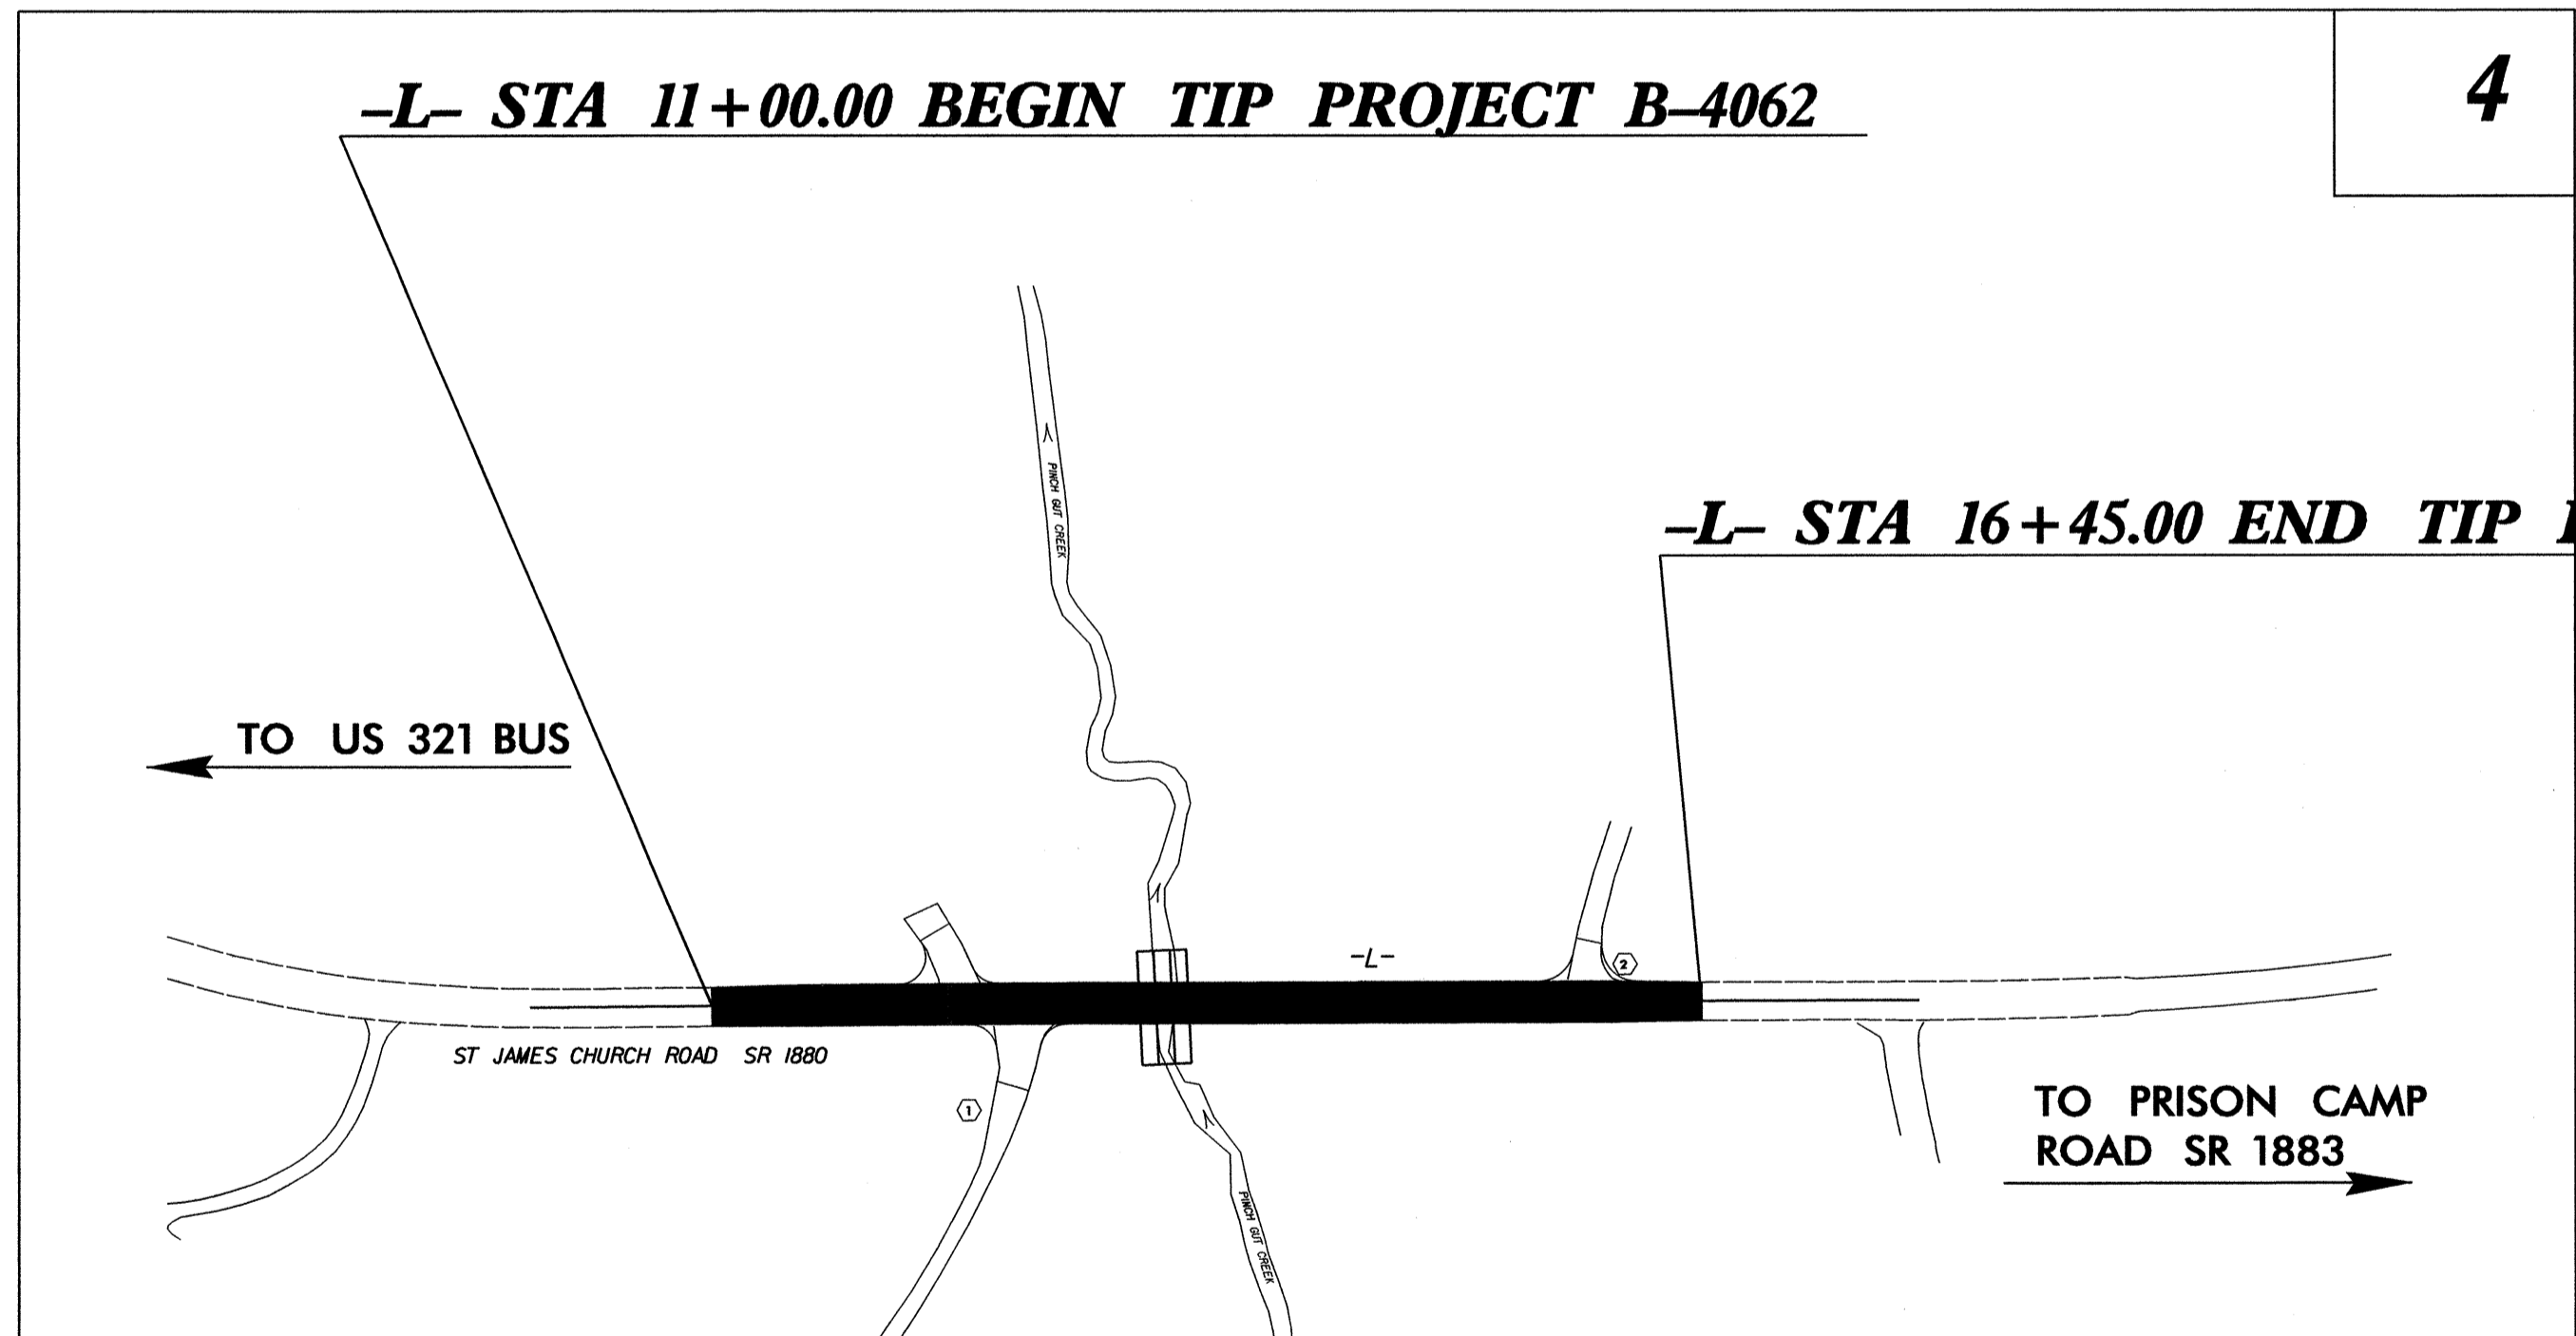 4
–L– STA 11+00.00 BEGIN TIP PROJECT B–4062
PINCH GUT CREEK
–L– STA 16+45.00 END TIP
TO US 321 BUS
-L-
2
ST JAMES CHURCH ROAD SR 1880
1
TO PRISON CAMP
ROAD SR 1883
PINCH GUT CREEK